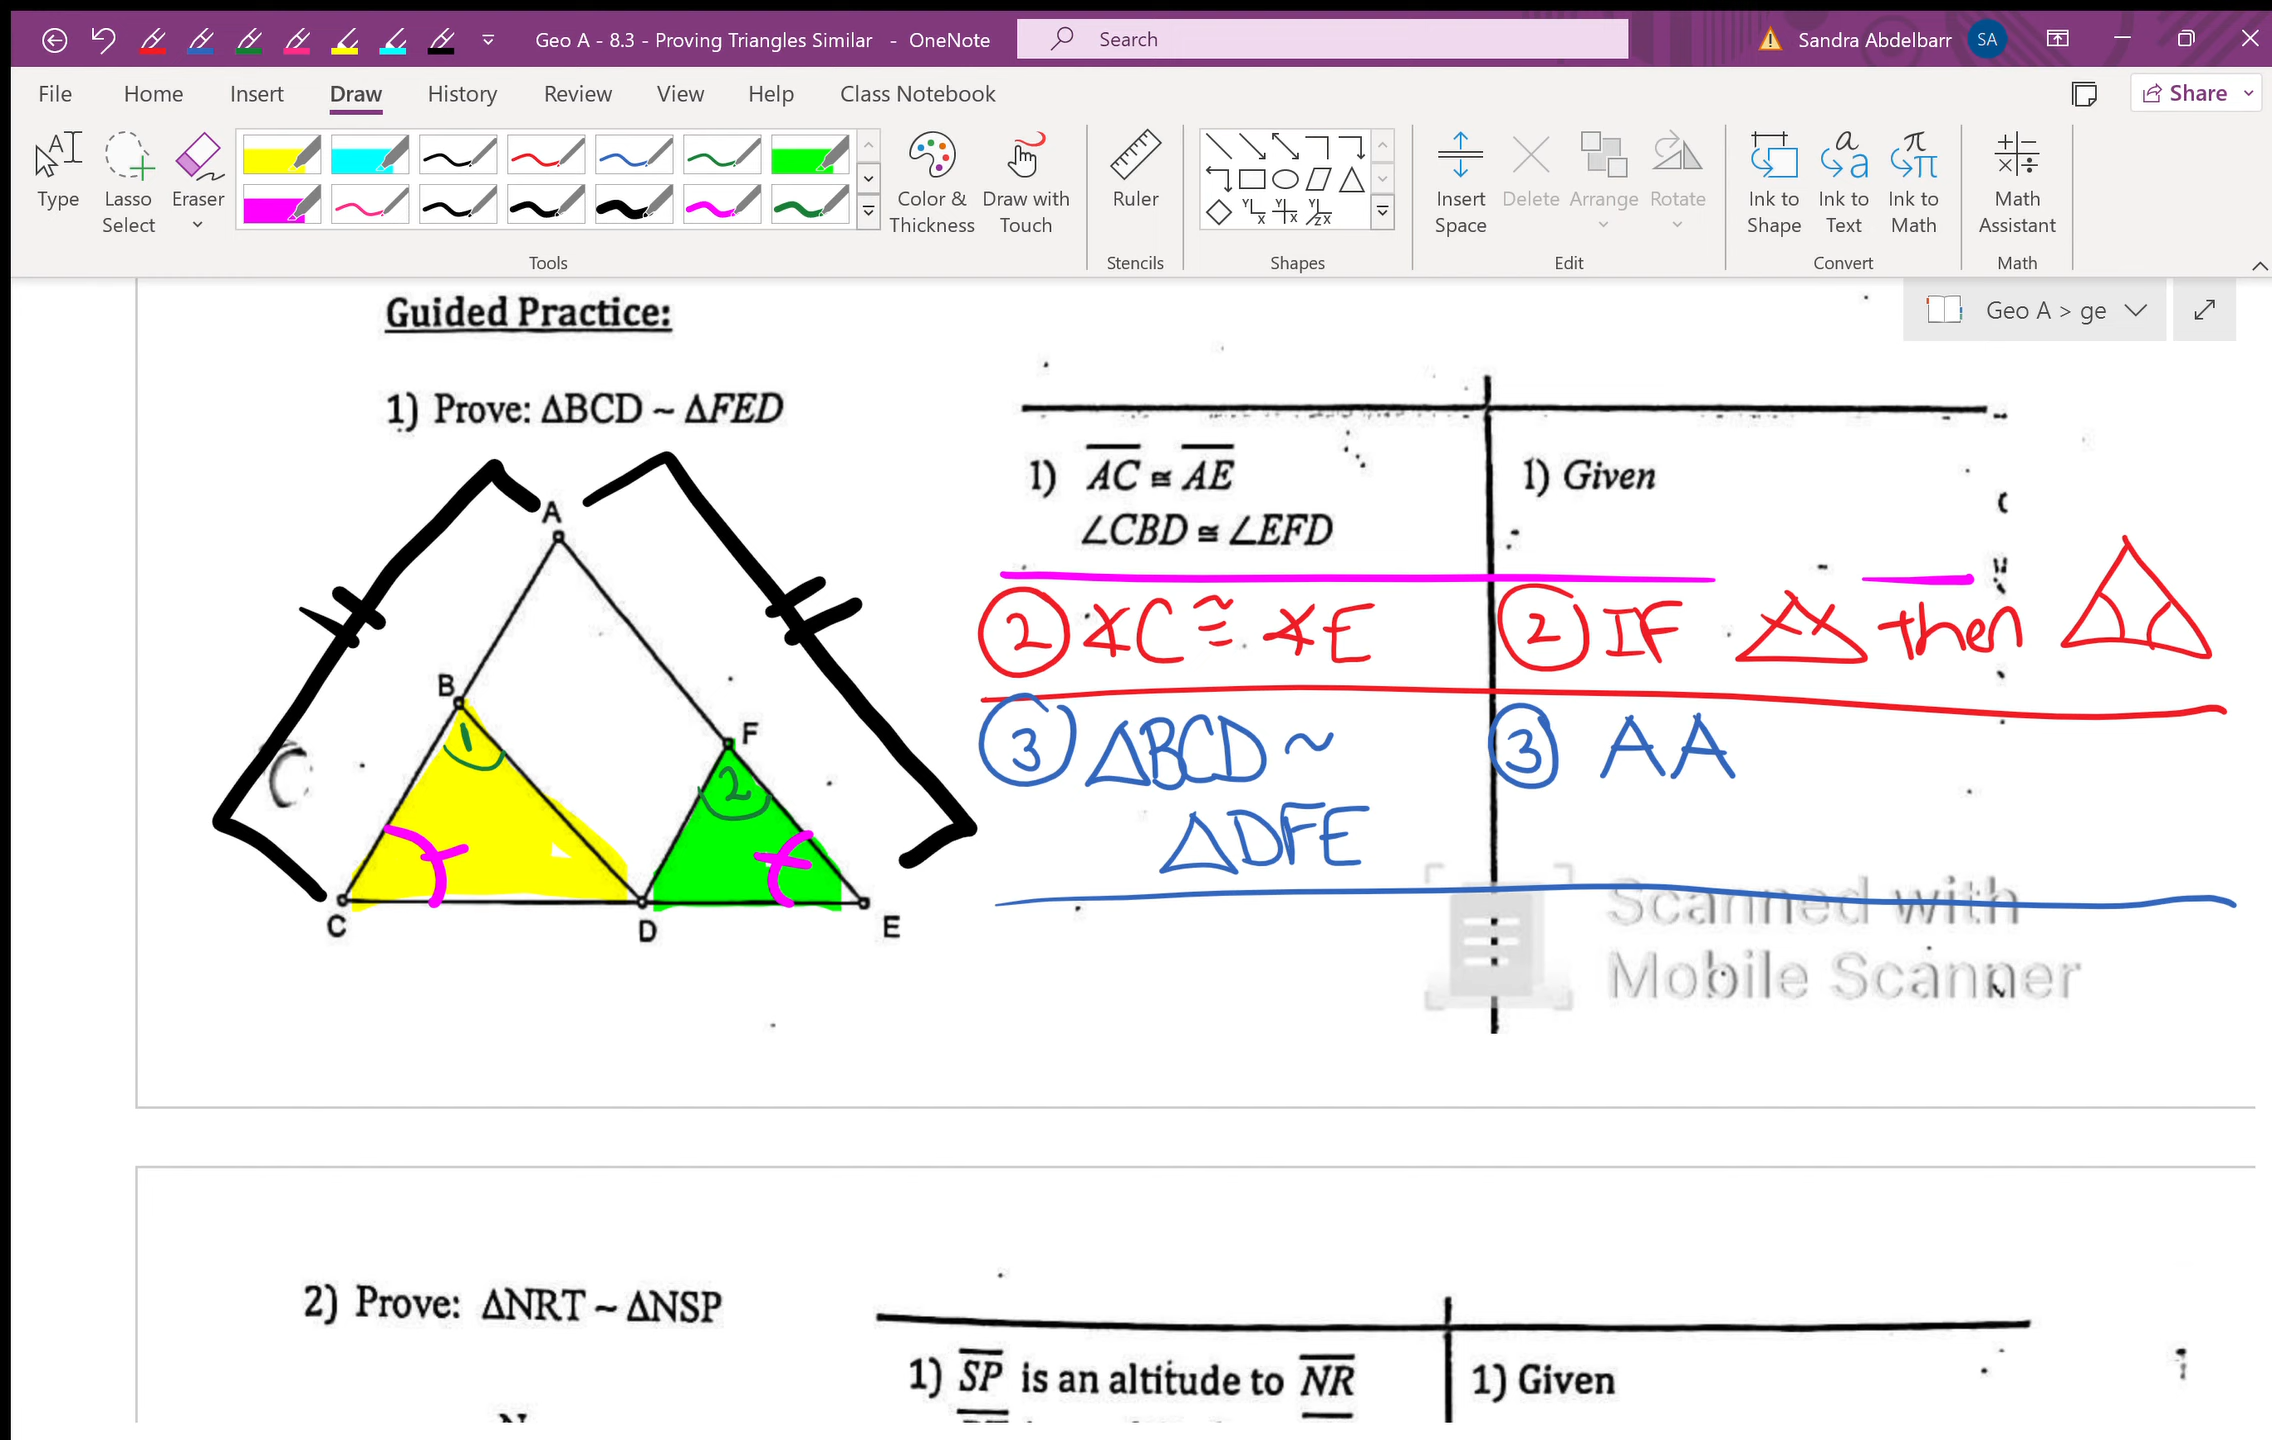 Geo A - 8.3 - Proving Triangles Similar - OneNote
Search
Sandra Abdelbarr SA
File Home Insert Draw History Review View Help Class Notebook Share
Type Lasso Select Eraser Color & Thickness Draw with Touch Ruler Insert Space Delete Arrange Rotate Ink to Shape Ink to Text Ink to Math Math Assistant
Tools Stencils Shapes Edit Convert Math
Geo A > ge
Guided Practice:
1) Prove: ΔBCD ~ ΔFED
1) AC ≅ AE
∠CBD ≅ ∠EFD
1) Given
② ∡C ≅ ∡E
② IF then
③ ΔBCD ~
ΔDFE
③ AA
A
B
F
1
2
C
D
E
Scanned with
Mobile Scanner
2) Prove: ΔNRT ~ ΔNSP
1) SP is an altitude to NR
1) Given